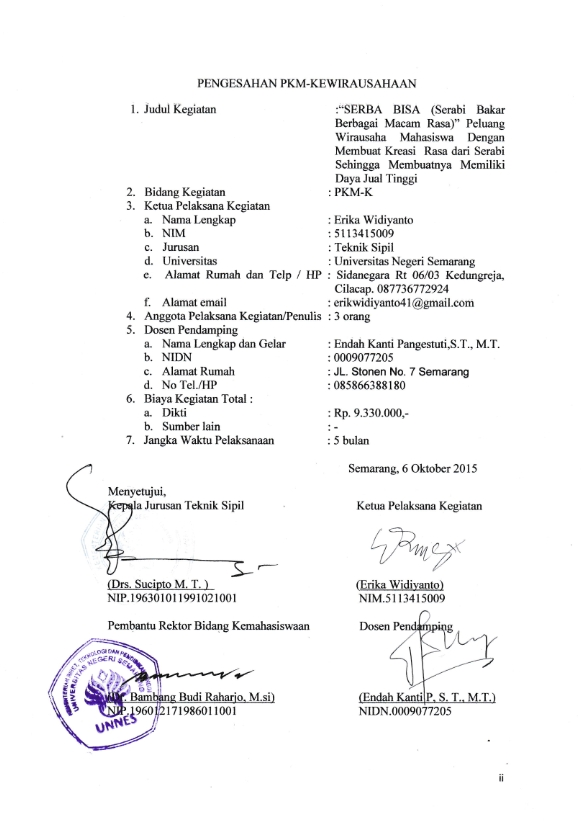 PENGESAHAN PKM-KEWIRAUSAHAAN
1. Judul Kegiatan :“SERBA BISA (Serabi Bakar
Berbagai Macam Rasa)” Peluang
Wirausaha Mahasiswa Dengan
Membuat Kreasi Rasa dari Serabi
Sehingga Membuatnya Memiliki
Daya Jual Tinggi
2. Bidang Kegiatan : PKM-K
3. Ketua Pelaksana Kegiatan
a. Nama Lengkap : Erika Widiyanto
b. NIM : 5113415009
c. Jurusan : Teknik Sipil
d. Universitas : Universitas Negeri Semarang
e. Alamat Rumah dan Telp / HP : Sidanegara Rt 06/03 Kedungreja,
Cilacap. 087736772924
f. Alamat email : erikwidiyanto41@gmail.com
4. Anggota Pelaksana Kegiatan/Penulis : 3 orang
5. Dosen Pendamping
a. Nama Lengkap dan Gelar : Endah Kanti Pangestuti,S.T., M.T.
b. NIDN : 0009077205
c. Alamat Rumah : JL. Stonen No. 7 Semarang
d. No Tel./HP : 085866388180
6. Biaya Kegiatan Total :
a. Dikti : Rp. 9.330.000,-
b. Sumber lain : -
7. Jangka Waktu Pelaksanaan : 5 bulan
Semarang, 6 Oktober 2015
Menyetujui,
Kepala Jurusan Teknik Sipil Ketua Pelaksana Kegiatan
(Drs. Sucipto M. T. ) (Erika Widiyanto)
NIP.196301011991021001 NIM.5113415009
Pembantu Rektor Bidang Kemahasiswaan Dosen Pendamping
UNIVERSITAS NEGERI SEMARANG
Bambang Budi Raharjo, M.si) (Endah Kanti P, S. T., M.T.)
NIP.196012171986011001 NIDN.0009077205
UNNES
ii